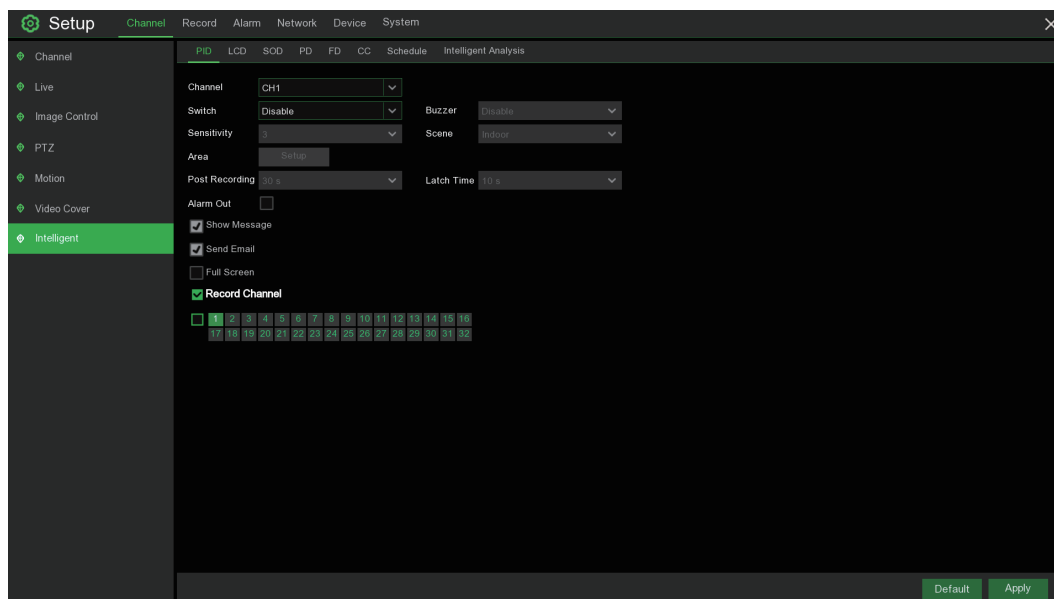 Setup Channel Record Alarm Network Device System
PID LCD SOD PD FD CC Schedule Intelligent Analysis
Channel
Live
Image Control
PTZ
Motion
Video Cover
Intelligent
Channel CH1
Switch Disable Buzzer Disable
Sensitivity 3 Scene Indoor
Area Setup
Post Recording 30 s Latch Time 10 s
Alarm Out
Show Message
Send Email
Full Screen
Record Channel
1 2 3 4 5 6 7 8 9 10 11 12 13 14 15 16
17 18 19 20 21 22 23 24 25 26 27 28 29 30 31 32
Default Apply